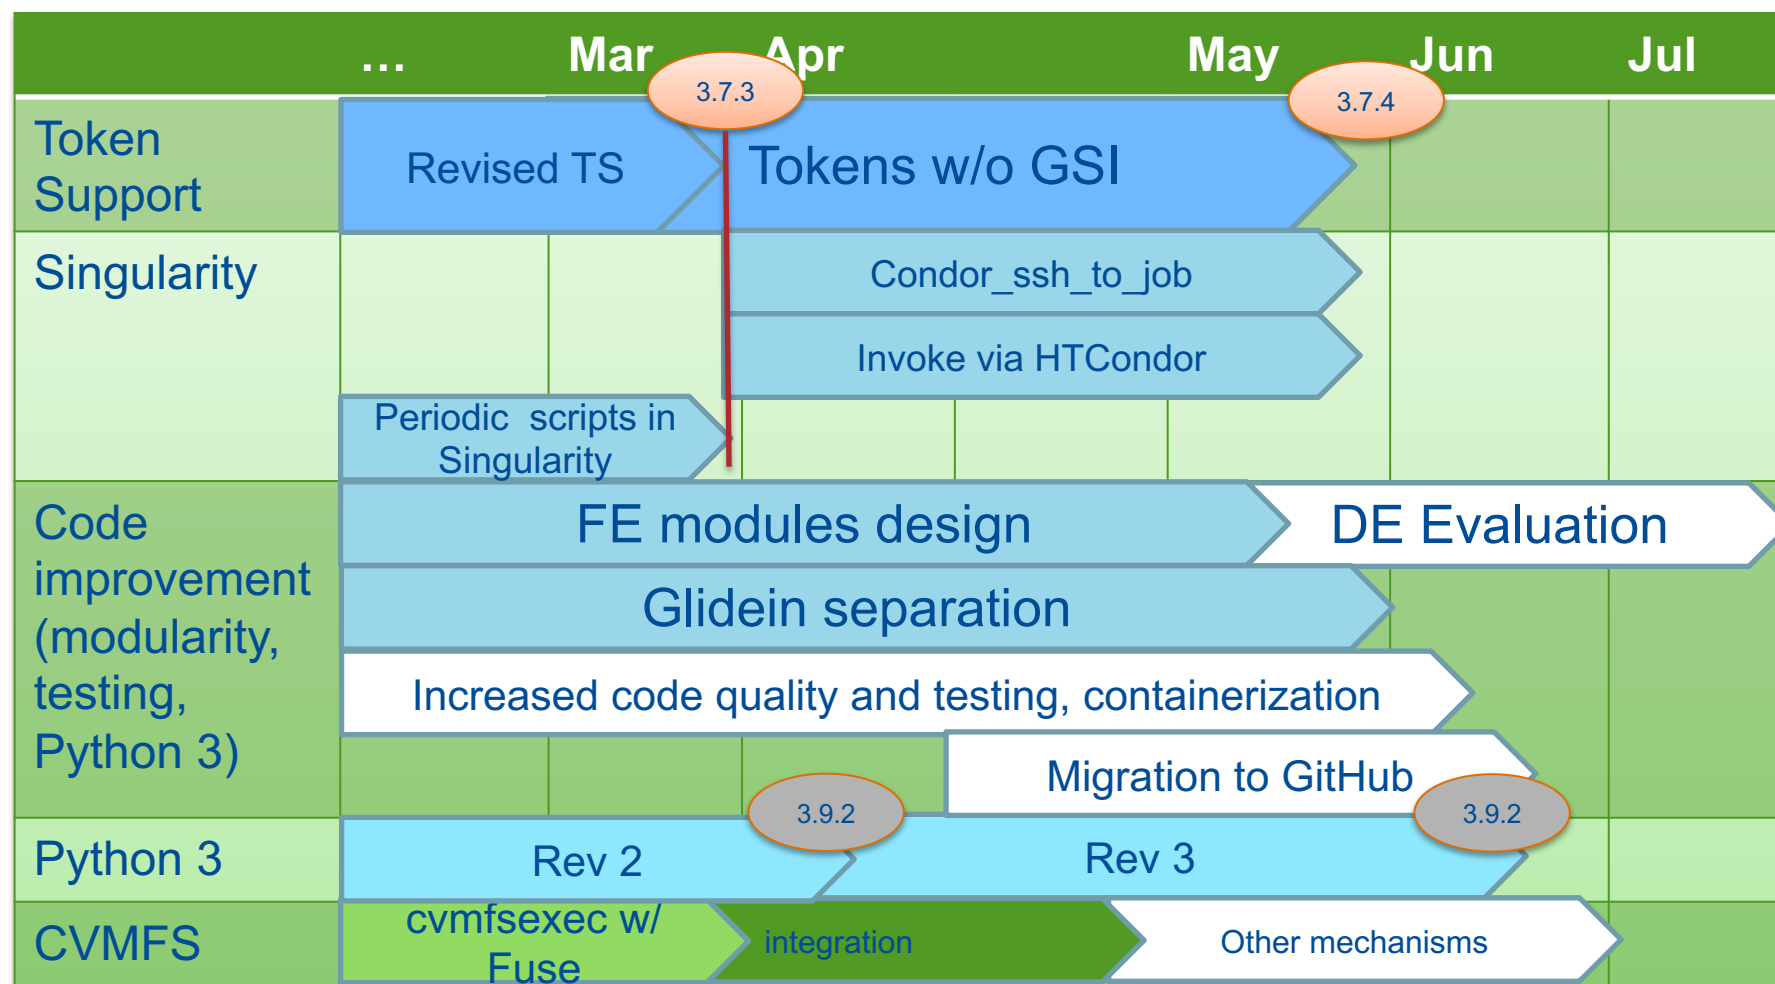 … Mar Apr May Jun Jul
3.7.3
3.7.4
Token
Support
Revised TS
Tokens w/o GSI
Singularity
Condor_ssh_to_job
Invoke via HTCondor
Periodic scripts in
Singularity
Code
improvement
(modularity,
testing,
Python 3)
FE modules design
DE Evaluation
Glidein separation
Increased code quality and testing, containerization
Migration to GitHub
3.9.2
3.9.2
Python 3
Rev 2
Rev 3
CVMFS
cvmfsexec w/
Fuse
integration
Other mechanisms